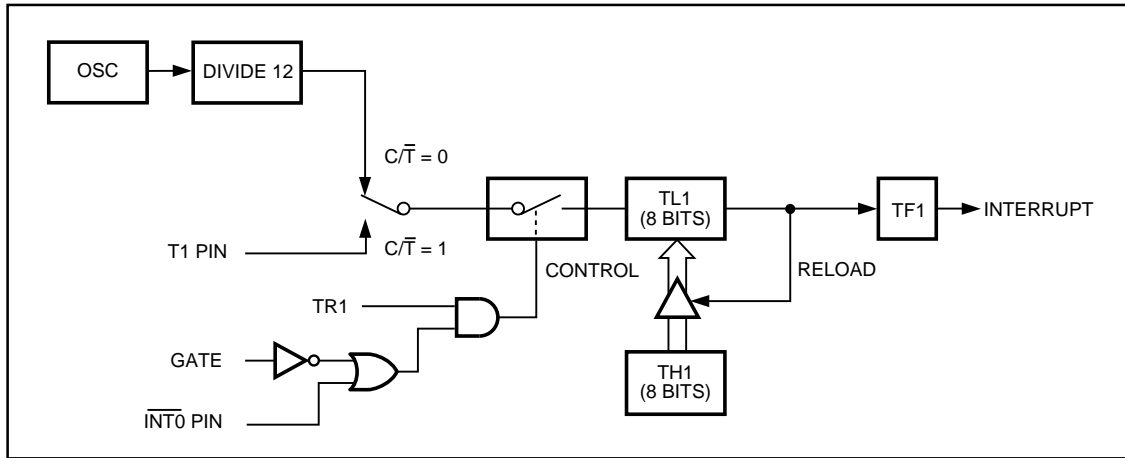 OSC
DIVIDE 12
C/T̅ = 0
TL1
(8 BITS)
TF1
INTERRUPT
T1 PIN
C/T̅ = 1
CONTROL
RELOAD
TR1
GATE
TH1
(8 BITS)
I̅N̅T̅0̅ PIN